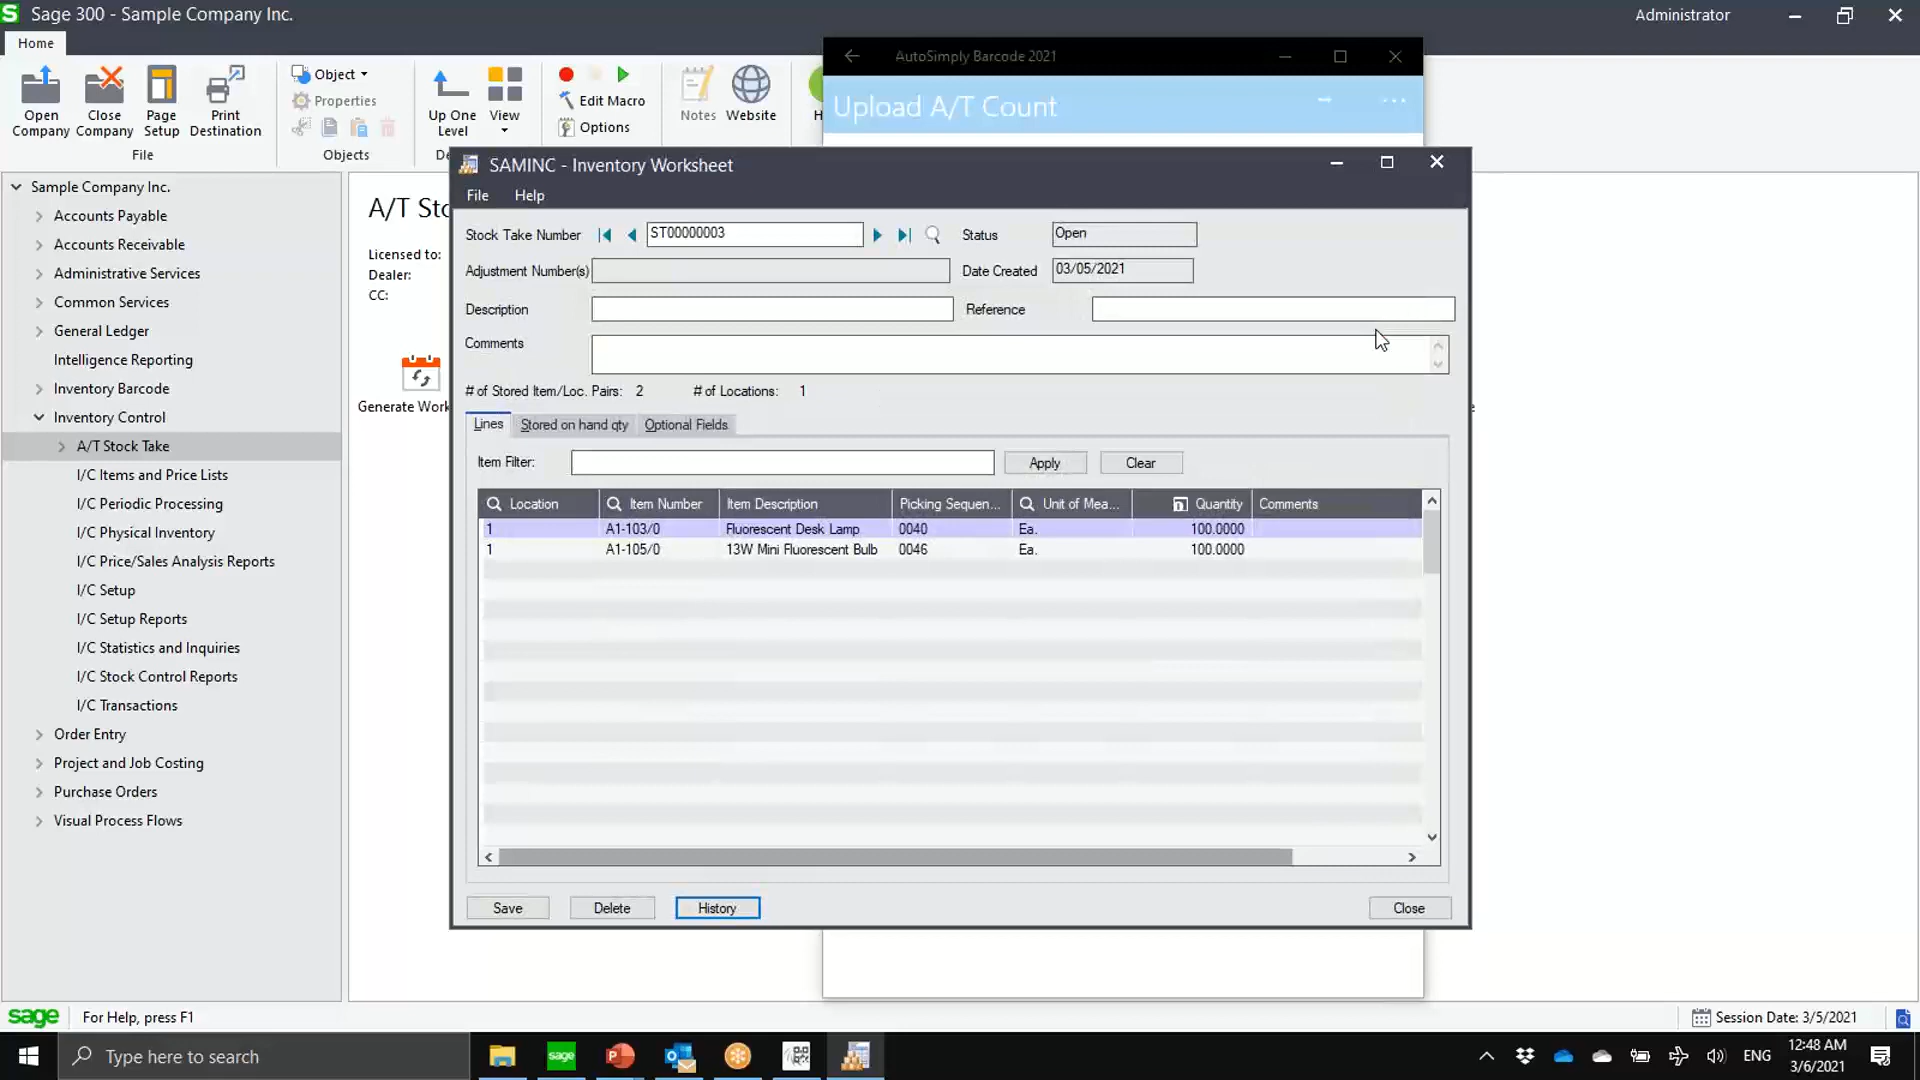 Sage 300 - Sample Company Inc.
Administrator
Home
AutoSimply Barcode 2021
Upload A/T Count
Open Company
Close Company
Page Setup
Print Destination
File
Object
Properties
Objects
Up One Level
View
Edit Macro
Options
Notes
Website
Sample Company Inc.
Accounts Payable
Accounts Receivable
Administrative Services
Common Services
General Ledger
Intelligence Reporting
Inventory Barcode
Inventory Control
A/T Stock Take
I/C Items and Price Lists
I/C Periodic Processing
I/C Physical Inventory
I/C Price/Sales Analysis Reports
I/C Setup
I/C Setup Reports
I/C Statistics and Inquiries
I/C Stock Control Reports
I/C Transactions
Order Entry
Project and Job Costing
Purchase Orders
Visual Process Flows
A/T Sto
Licensed to:
Dealer:
CC:
Generate Work
SAMINC - Inventory Worksheet
File Help
Stock Take Number ST00000003 Status Open
Adjustment Number(s) Date Created 03/05/2021
Description Reference
Comments
# of Stored Item/Loc. Pairs: 2 # of Locations: 1
Lines Stored on hand qty Optional Fields
Item Filter: Apply Clear
Location Item Number Item Description Picking Sequen... Unit of Mea... Quantity Comments
1 A1-103/0 Fluorescent Desk Lamp 0040 Ea. 100.0000
1 A1-105/0 13W Mini Fluorescent Bulb 0046 Ea. 100.0000
Save Delete History Close
sage For Help, press F1 Session Date: 3/5/2021
Type here to search
sage
ENG
12:48 AM
3/6/2021